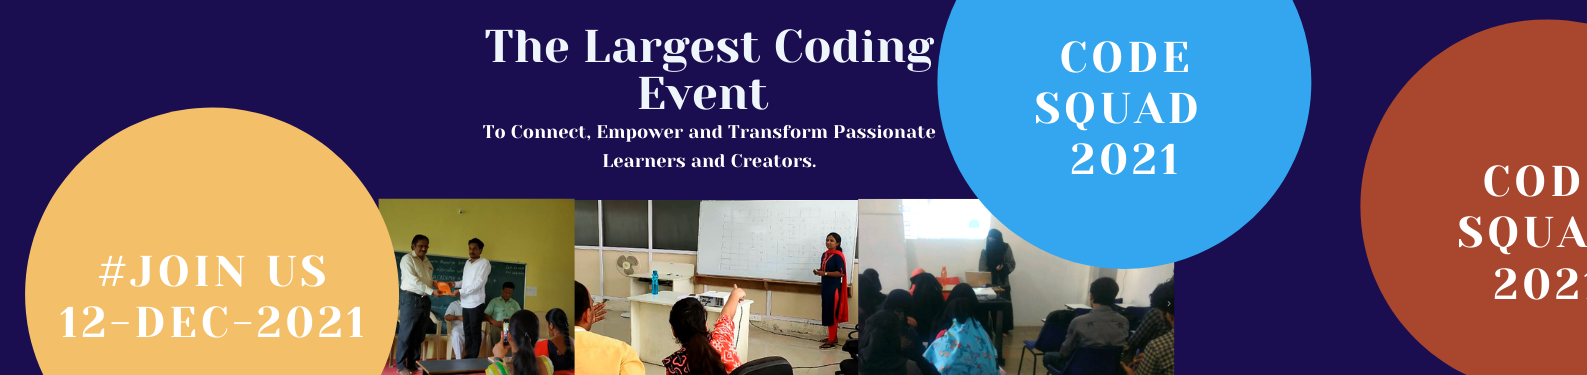 The Largest Coding
Event
To Connect, Empower and Transform Passionate
Learners and Creators.
#JOIN US
12-DEC-2021
CODE
SQUAD
2021
COD
SQUA
202